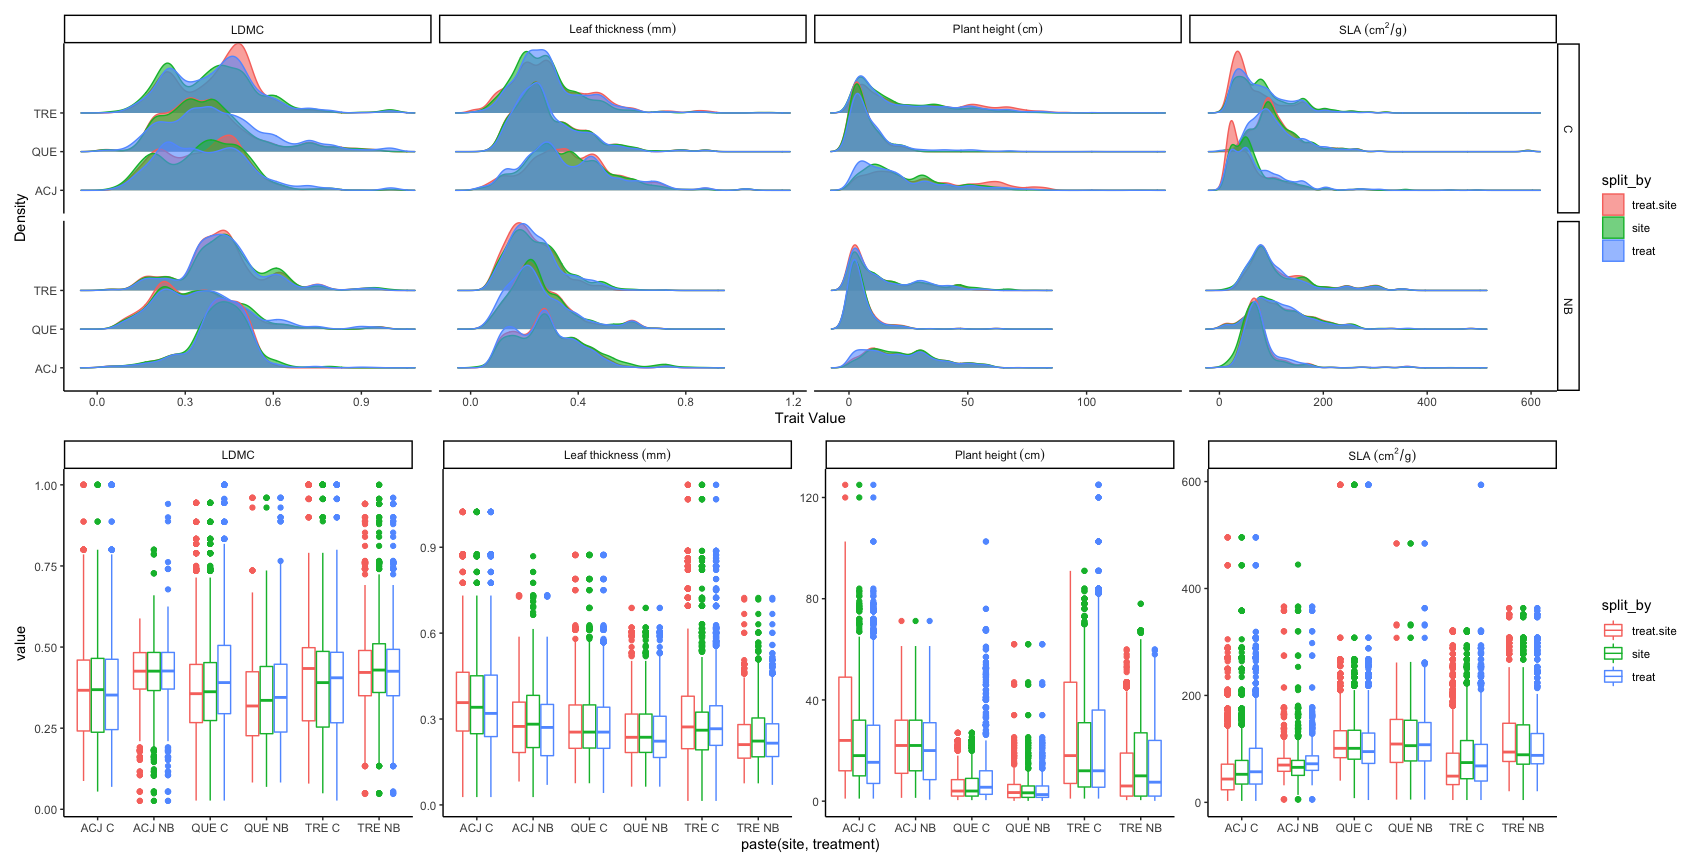 LDMC
Leaf thickness (mm)
Plant height (cm)
SLA (cm²/g)
TRE
QUE
ACJ
C
TRE
QUE
ACJ
NB
Density
0.0 0.3 0.6 0.9
0.0 0.4 0.8 1.2
0 50 100
0 200 400 600
Trait Value
split_by
treat.site
site
treat
LDMC
Leaf thickness (mm)
Plant height (cm)
SLA (cm²/g)
value
1.00
0.75
0.50
0.25
0.00
0.9
0.6
0.3
0.0
120
80
40
0
600
400
200
0
ACJ C ACJ NB QUE C QUE NB TRE C TRE NB
ACJ C ACJ NB QUE C QUE NB TRE C TRE NB
ACJ C ACJ NB QUE C QUE NB TRE C TRE NB
ACJ C ACJ NB QUE C QUE NB TRE C TRE NB
paste(site, treatment)
split_by
treat.site
site
treat